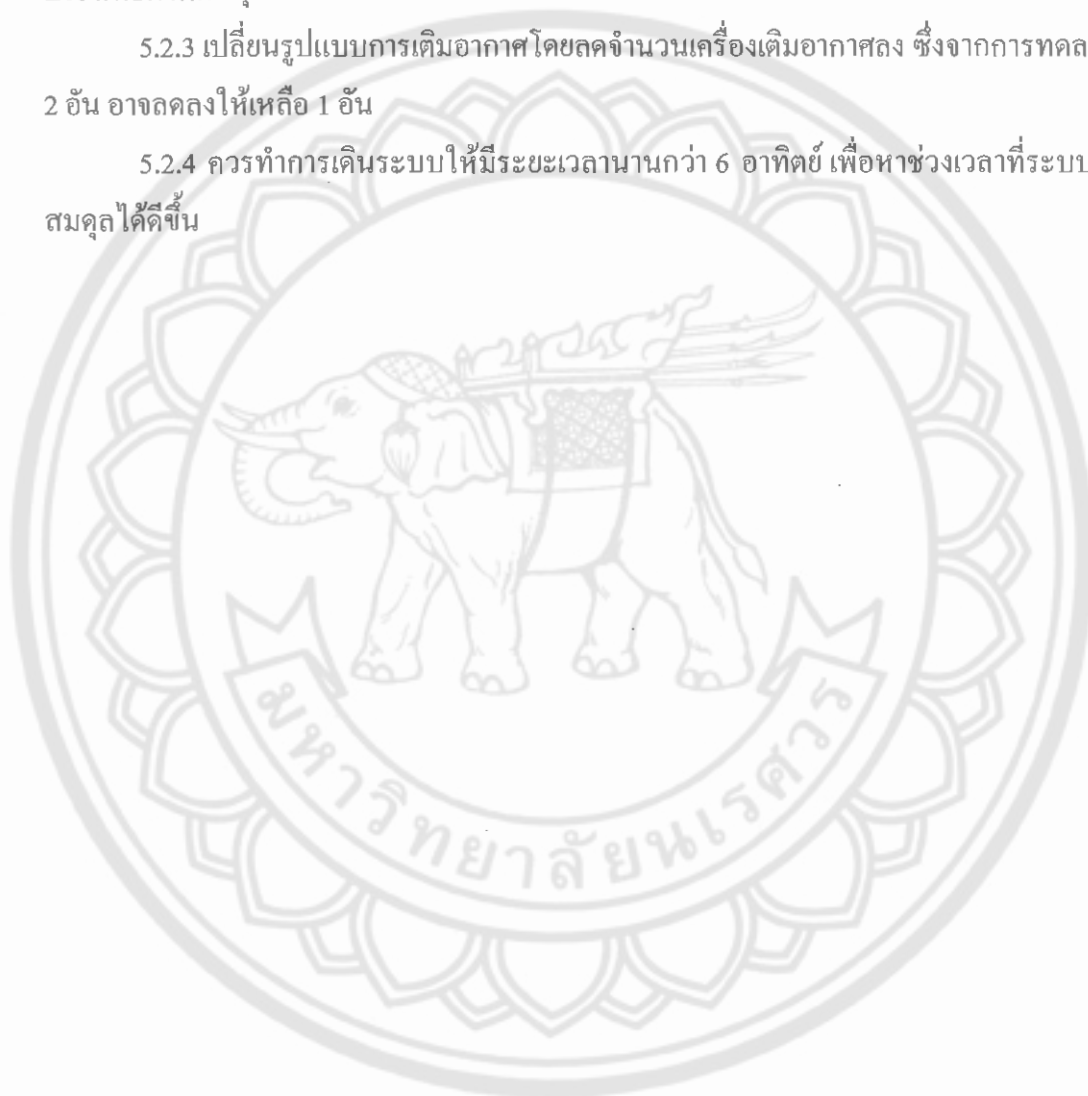 5.2.3 เปลี่ยนรูปแบบการเติมอากาศโดยลดจำนวนเครื่องเติมอากาศลง ซึ่งจากการทดล
2 อัน อาจลดลงให้เหลือ 1 อัน
5.2.4 ควรทำการเดินระบบให้มีระยะเวลานานกว่า 6 อาทิตย์ เพื่อหาช่วงเวลาที่ระบบ
สมดุลได้ดีขึ้น
มหาวิทยาลัยนเรศวร